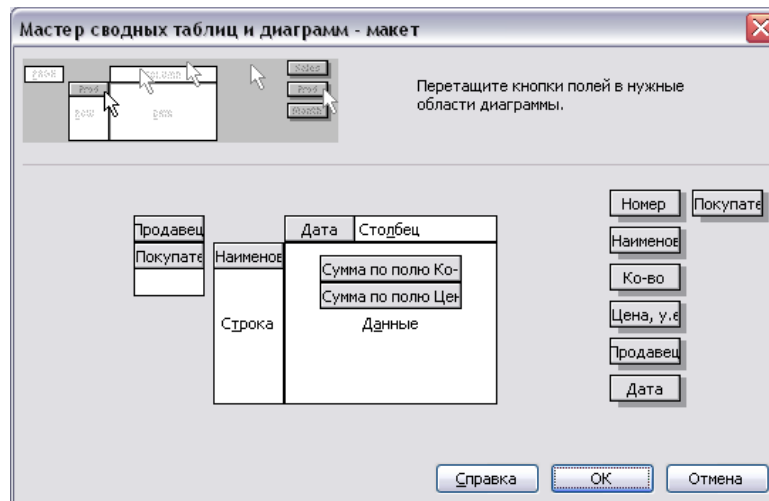 Мастер сводных таблиц и диаграмм - макет
Перетащите кнопки полей в нужные
области диаграммы.
Номер Покупате
Продавец Дата Столбец
Покупате Наименов Наименов
Сумма по полю Ко-
Ко-во
Сумма по полю Цен
Строка Данные Цена, у.е
Продавец
Дата
Справка ОК Отмена